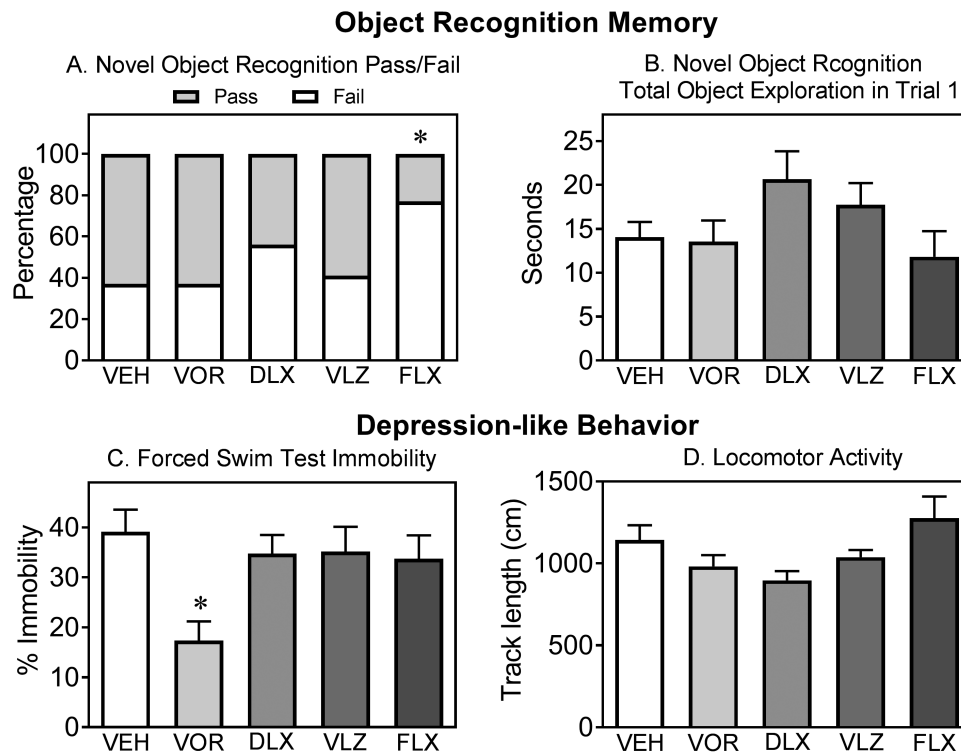 Object Recognition Memory
A. Novel Object Recognition Pass/Fail
Pass Fail
Percentage
100
80
60
40
20
0
*
VEH VOR DLX VLZ FLX
B. Novel Object Rcognition
Total Object Exploration in Trial 1
Seconds
25
20
15
10
5
0
VEH VOR DLX VLZ FLX
Depression-like Behavior
C. Forced Swim Test Immobility
% Immobility
40
30
20
10
0
*
VEH VOR DLX VLZ FLX
D. Locomotor Activity
Track length (cm)
1500
1000
500
0
VEH VOR DLX VLZ FLX